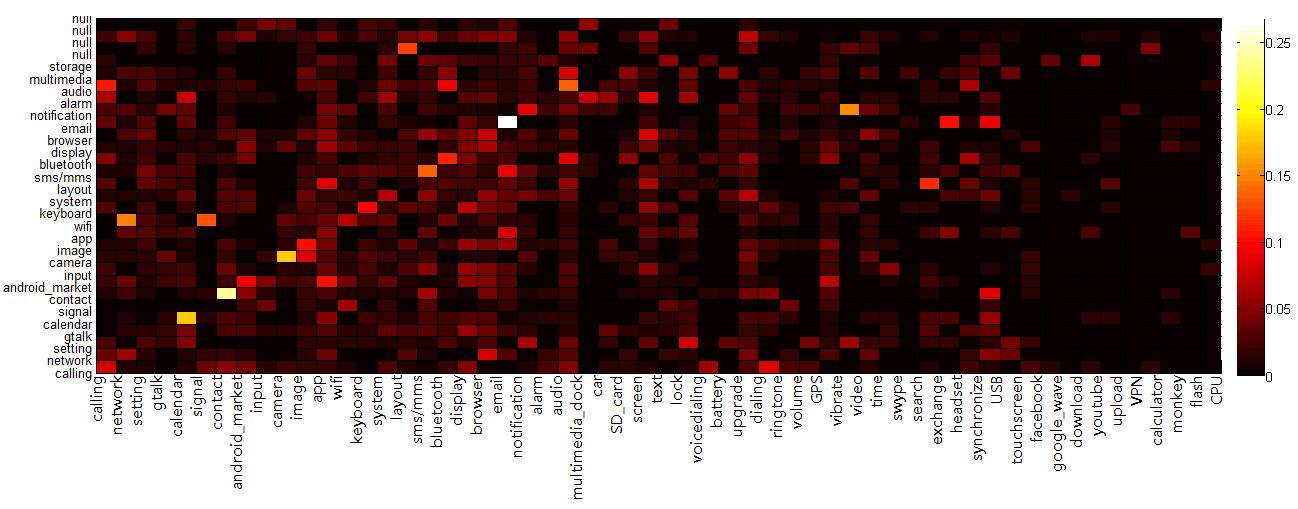 null
null
null
null
storage
multimedia
audio
alarm
notification
email
browser
display
bluetooth
sms/mms
layout
system
keyboard
wifi
app
image
camera
input
android_market
contact
signal
calendar
gtalk
setting
network
calling
calling
network
setting
gtalk
calendar
signal
contact
android_market
input
camera
image
app
wifi
keyboard
system
layout
sms/mms
bluetooth
display
browser
email
notification
alarm
audio
multimedia_dock
car
SD_card
screen
text
lock
voicedialing
battery
upgrade
dialing
ringtone
volume
GPS
vibrate
video
time
swype
search
exchange
headset
synchronize
USB
touchscreen
facebook
google_wave
download
youtube
upload
VPN
calculator
monkey
flash
CPU
0.25
0.2
0.15
0.1
0.05
0